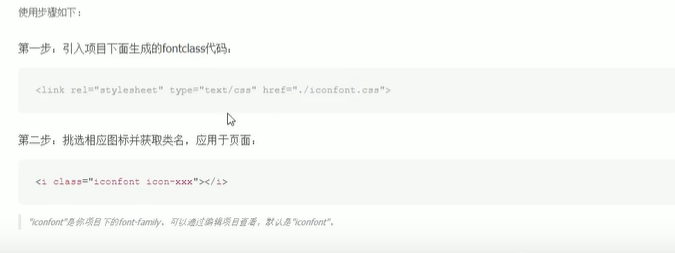 使用步骤如下：
第一步：引入项目下面生成的fontclass代码：
<link rel="stylesheet" type="text/css" href="./iconfont.css">
第二步：挑选相应图标并获取类名，应用于页面：
<i class="iconfont icon-xxx"></i>
"iconfont"是你项目下的font-family。可以通过编辑项目查看，默认是"iconfont"。